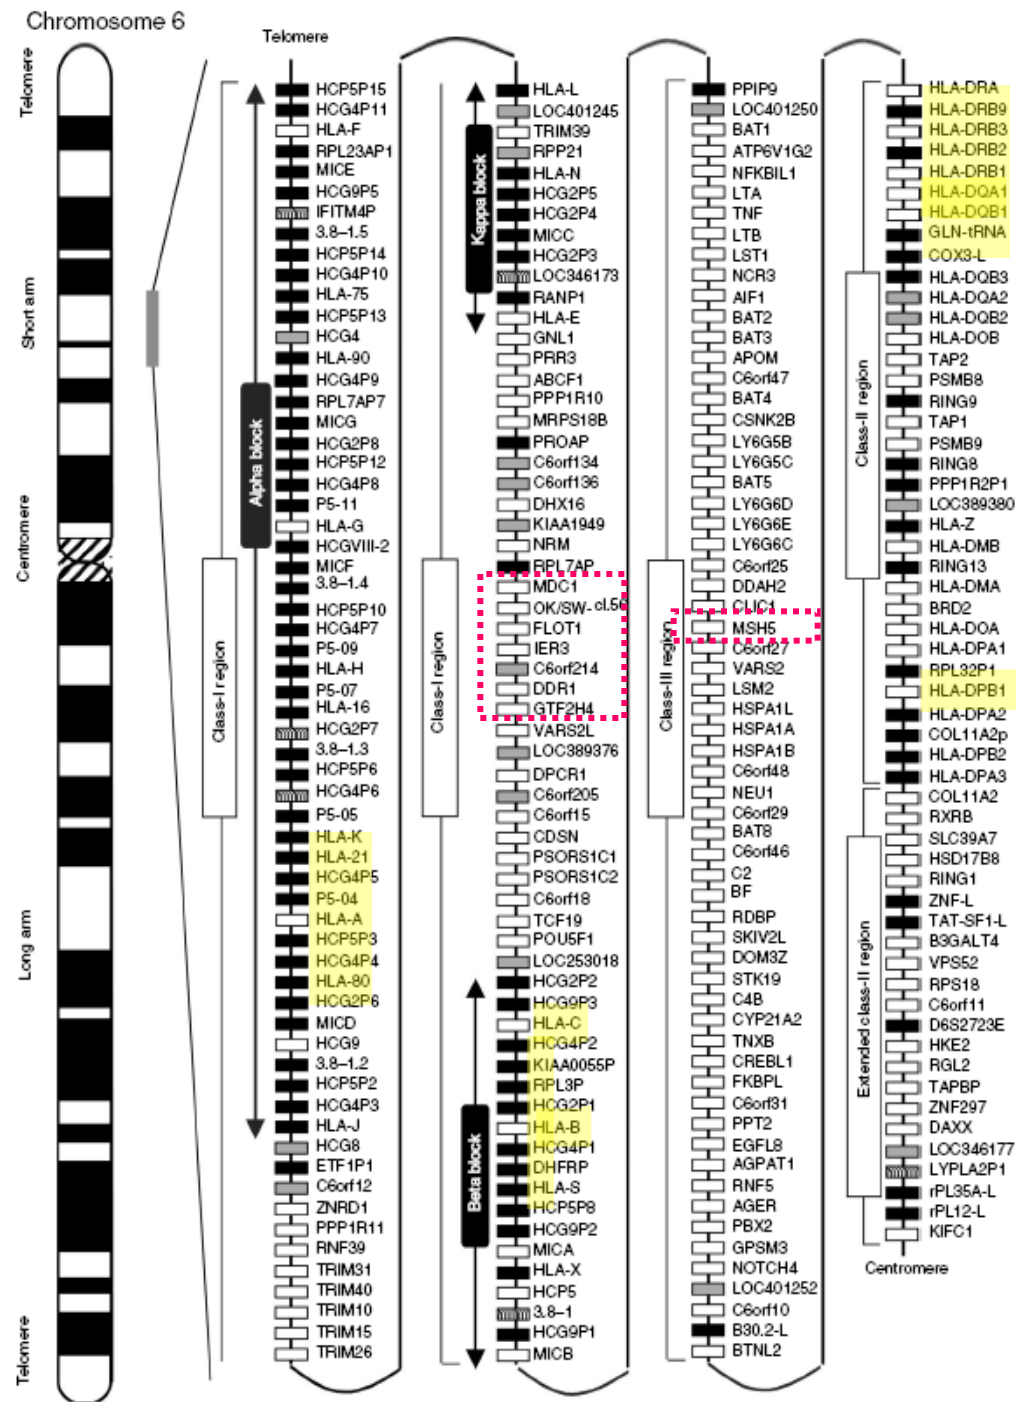 Chromosome 6
Telomere
Short arm
Centromere
Long arm
Telomere
Telomere
Alpha block
Class-I region
HCP5P15
HCG4P11
HLA-F
RPL23AP1
MICE
HCG9P5
IFITM4P
3.8–1.5
HCP5P14
HCG4P10
HLA-75
HCP5P13
HCG4
HLA-90
HCG4P9
RPL7AP7
MICG
HCG2P8
HCP5P12
HCG4P8
P5-11
HLA-G
HCGVIII-2
MICF
3.8–1.4
HCP5P10
HCG4P7
P5-09
HLA-H
P5-07
HLA-16
HCG2P7
3.8–1.3
HCP5P6
HCG4P6
P5-05
HLA-K
HLA-21
HCG4P5
P5-04
HLA-A
HCP5P3
HCG4P4
HLA-80
HCG2P6
MICD
HCG9
3.8–1.2
HCP5P2
HCG4P3
HLA-J
HCG8
ETF1P1
C6orf12
ZNRD1
PPP1R11
RNF39
TRIM31
TRIM40
TRIM10
TRIM15
TRIM26
Kappa block
Class-I region
Beta block
HLA-L
LOC401245
TRIM39
RPP21
HLA-N
HCG2P5
HCG2P4
MICC
HCG2P3
LOC346173
RANP1
HLA-E
GNL1
PRR3
ABCF1
PPP1R10
MRPS18B
PROAP
C6orf134
C6orf136
DHX16
KIAA1949
NRM
RPL7AP
MDC1
OK/SW-cl.56
FLOT1
IER3
C6orf214
DDR1
GTF2H4
VARS2L
LOC389376
DPCR1
C6orf205
C6orf15
CDSN
PSORS1C1
PSORS1C2
C6orf18
TCF19
POU5F1
LOC253018
HCG2P2
HCG9P3
HLA-C
HCG4P2
KIAA0055P
RPL3P
HCG2P1
HLA-B
HCG4P1
DHFRP
HLA-S
HCP5P8
HCG9P2
MICA
HLA-X
HCP5
3.8–1
HCG9P1
MICB
Class-III region
PPIP9
LOC401250
BAT1
ATP6V1G2
NFKBIL1
LTA
TNF
LTB
LST1
NCR3
AIF1
BAT2
BAT3
APOM
C6orf47
BAT4
CSNK2B
LY6G5B
LY6G5C
BAT5
LY6G6D
LY6G6E
LY6G6C
C6orf25
DDAH2
CLIC1
MSH5
C6orf27
VARS2
LSM2
HSPA1L
HSPA1A
HSPA1B
C6orf48
NEU1
C6orf29
BAT8
C6orf46
C2
BF
RDBP
SKIV2L
DOM3Z
STK19
C4B
CYP21A2
TNXB
CREBL1
FKBPL
C6orf31
PPT2
EGFL8
AGPAT1
RNF5
AGER
PBX2
GPSM3
NOTCH4
LOC401252
C6orf10
B30.2-L
BTNL2
Class-II region
Extended class-II region
HLA-DRA
HLA-DRB9
HLA-DRB3
HLA-DRB2
HLA-DRB1
HLA-DQA1
HLA-DQB1
GLN-tRNA
COX3-L
HLA-DQB3
HLA-DQA2
HLA-DQB2
HLA-DOB
TAP2
PSMB8
RING9
TAP1
PSMB9
RING8
PPP1R2P1
LOC389380
HLA-Z
HLA-DMB
RING13
HLA-DMA
BRD2
HLA-DOA
HLA-DPA1
RPL32P1
HLA-DPB1
HLA-DPA2
COL11A2p
HLA-DPB2
HLA-DPA3
COL11A2
RXRB
SLC39A7
HSD17B8
RING1
ZNF-L
TAT-SF1-L
B3GALT4
VPS52
RPS18
C6orf11
D6S2723E
HKE2
RGL2
TAPBP
ZNF297
DAXX
LOC346177
LYPLA2P1
rPL35A-L
rPL12-L
KIFC1
Centromere